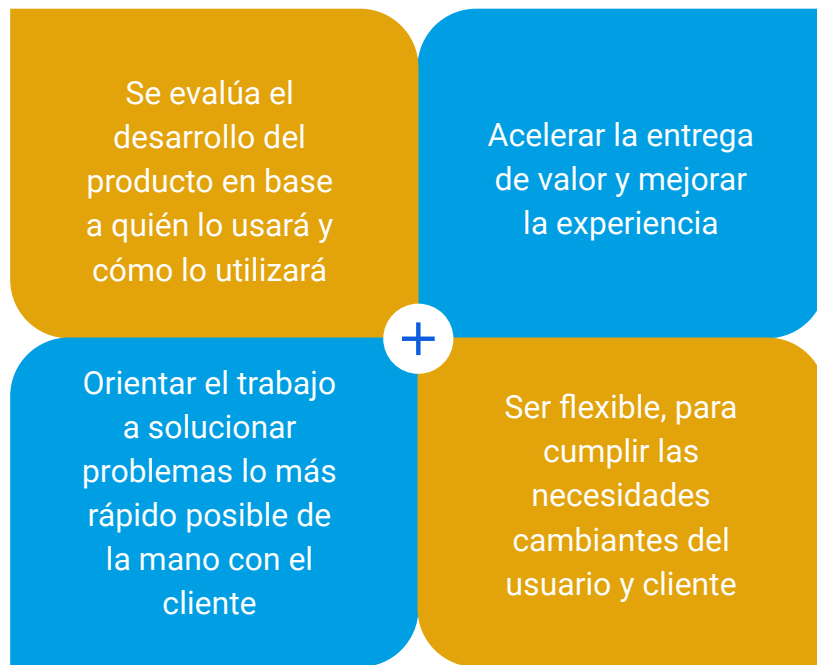 Se evalúa el
desarrollo del
producto en base
a quién lo usará y
cómo lo utilizará
Acelerar la entrega
de valor y mejorar
la experiencia
Orientar el trabajo
a solucionar
problemas lo más
rápido posible de
la mano con el
cliente
Ser flexible, para
cumplir las
necesidades
cambiantes del
usuario y cliente